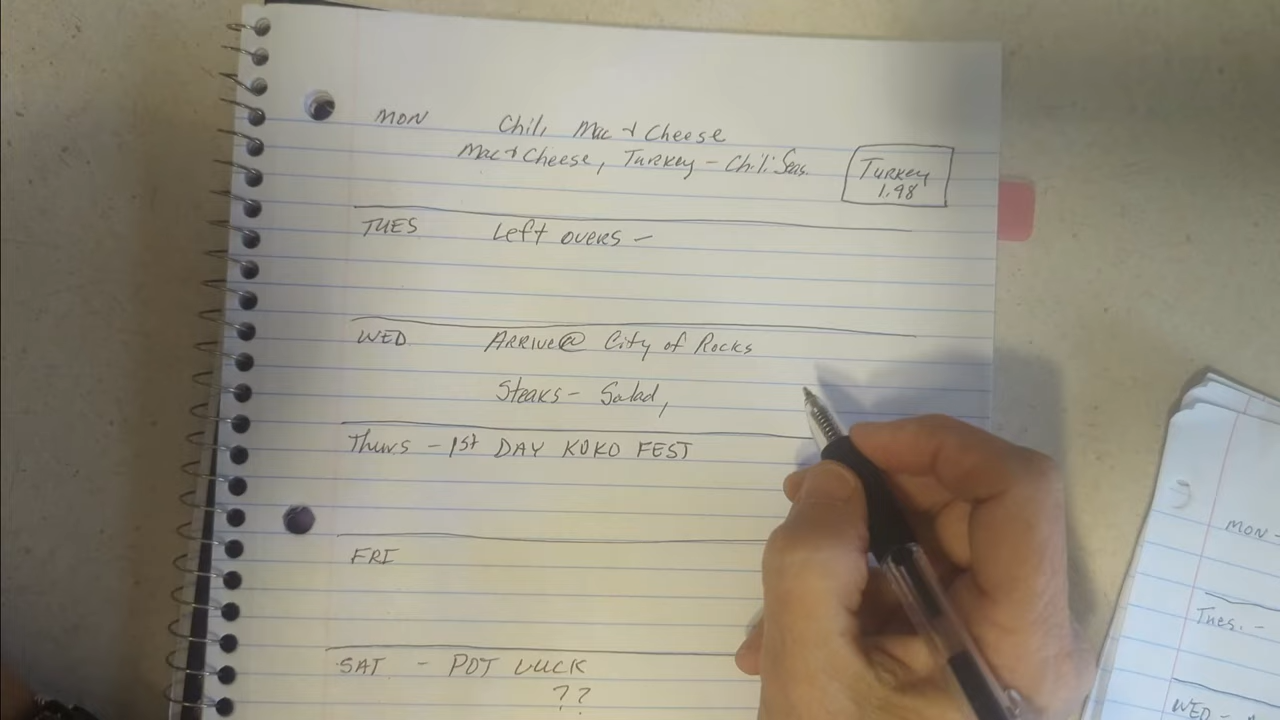 MON Chili Mac & Cheese
Mac & Cheese, Turkey - Chili Seas.
TURKEY
1.98
TUES Left overs -
WED ARRIVE@ City of Rocks
Steaks - Salad,
Thurs - 1st DAY KOKO FEST
FRI
SAT - POT LUCK
??
MON -
Tues. -
WED -